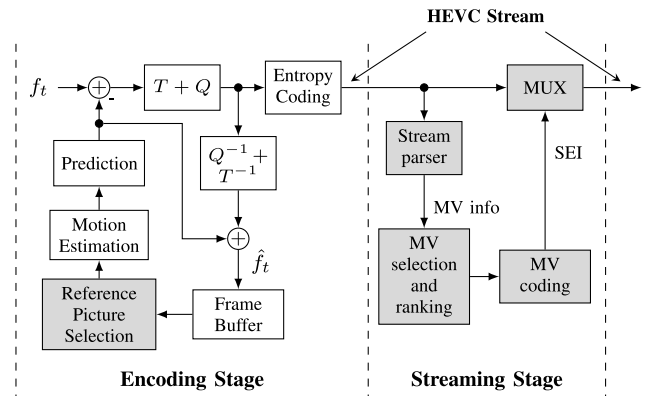 HEVC Stream
f_t
+
-
T + Q
Entropy
Coding
MUX
Prediction
Q^{-1} +
T^{-1}
Stream
parser
SEI
Motion
Estimation
+
\hat{f}_t
MV info
MV
selection
and
ranking
MV
coding
Reference
Picture
Selection
Frame
Buffer
Encoding Stage
Streaming Stage